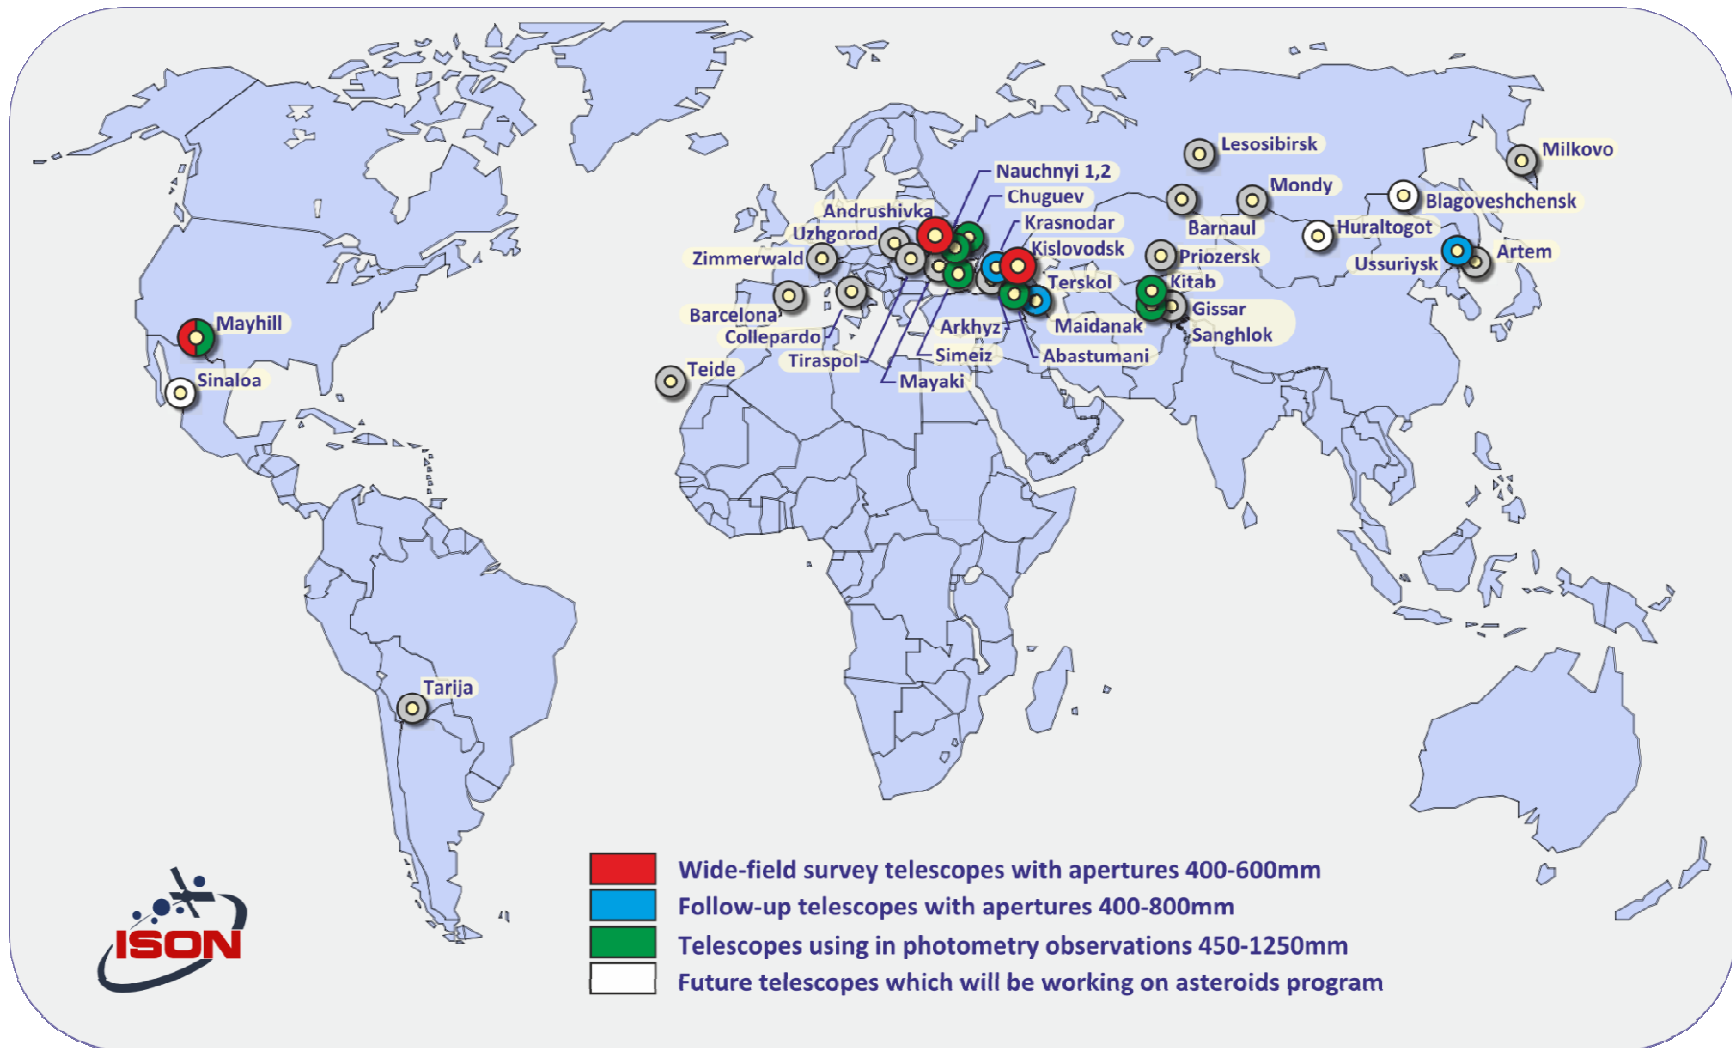 Lesosibirsk
Milkovo
Nauchnyi 1,2
Mondy
Chuguev
Blagoveshchensk
Andrushivka
Krasnodar
Barnaul
Huraltogot
Uzhgorod
Kislovodsk
Artem
Zimmerwald
Priozersk
Ussuriysk
Terskol
Kitab
Barcelona
Gissar
Mayhill
Arkhyz
Maidanak
Sanghlok
Collepardo
Tiraspol
Simeiz
Abastumani
Teide
Sinaloa
Mayaki
Tarija
Wide-field survey telescopes with apertures 400-600mm
Follow-up telescopes with apertures 400-800mm
Telescopes using in photometry observations 450-1250mm
Future telescopes which will be working on asteroids program
ISON